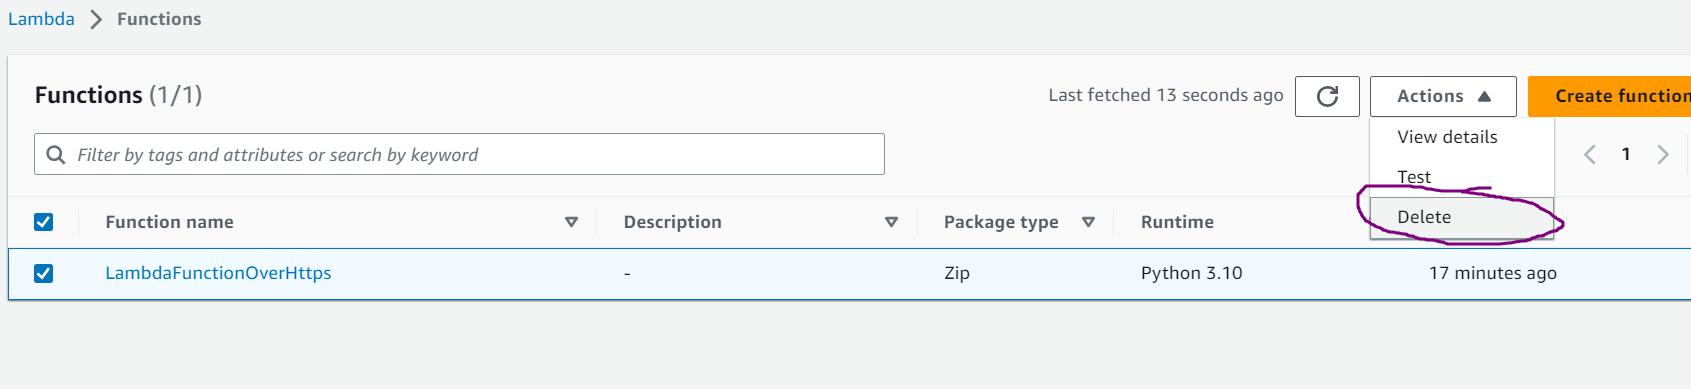 Lambda > Functions
Functions (1/1)
Last fetched 13 seconds ago
Actions
Create function
View details
Test
Delete
Filter by tags and attributes or search by keyword
1
Function name Description Package type Runtime
LambdaFunctionOverHttps - Zip Python 3.10 17 minutes ago